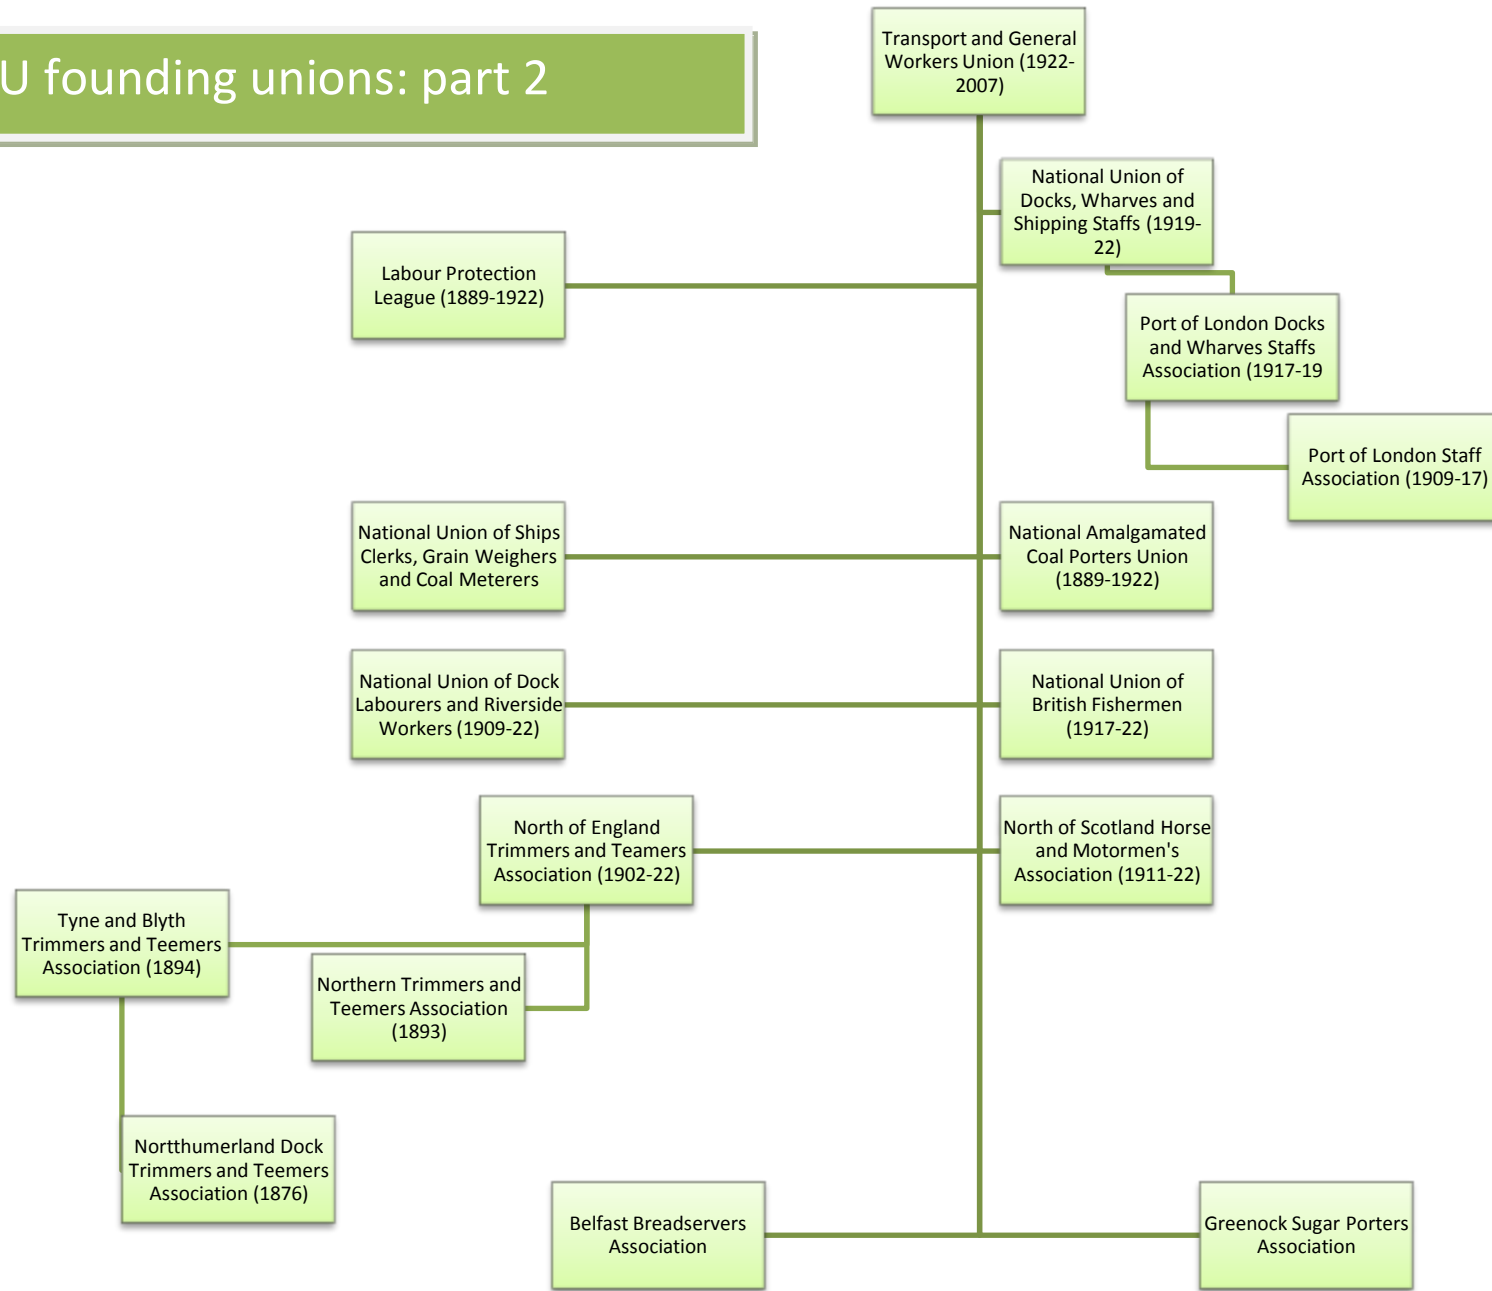 U founding unions: part 2
Transport and General
Workers Union (1922-
2007)
National Union of
Docks, Wharves and
Shipping Staffs (1919-
22)
Labour Protection
League (1889-1922)
Port of London Docks
and Wharves Staffs
Association (1917-19
Port of London Staff
Association (1909-17)
National Union of Ships
Clerks, Grain Weighers
and Coal Meterers
National Amalgamated
Coal Porters Union
(1889-1922)
National Union of Dock
Labourers and Riverside
Workers (1909-22)
National Union of
British Fishermen
(1917-22)
North of England
Trimmers and Teamers
Association (1902-22)
North of Scotland Horse
and Motormen's
Association (1911-22)
Tyne and Blyth
Trimmers and Teemers
Association (1894)
Northern Trimmers and
Teemers Association
(1893)
Nortthumerland Dock
Trimmers and Teemers
Association (1876)
Belfast Breadservers
Association
Greenock Sugar Porters
Association